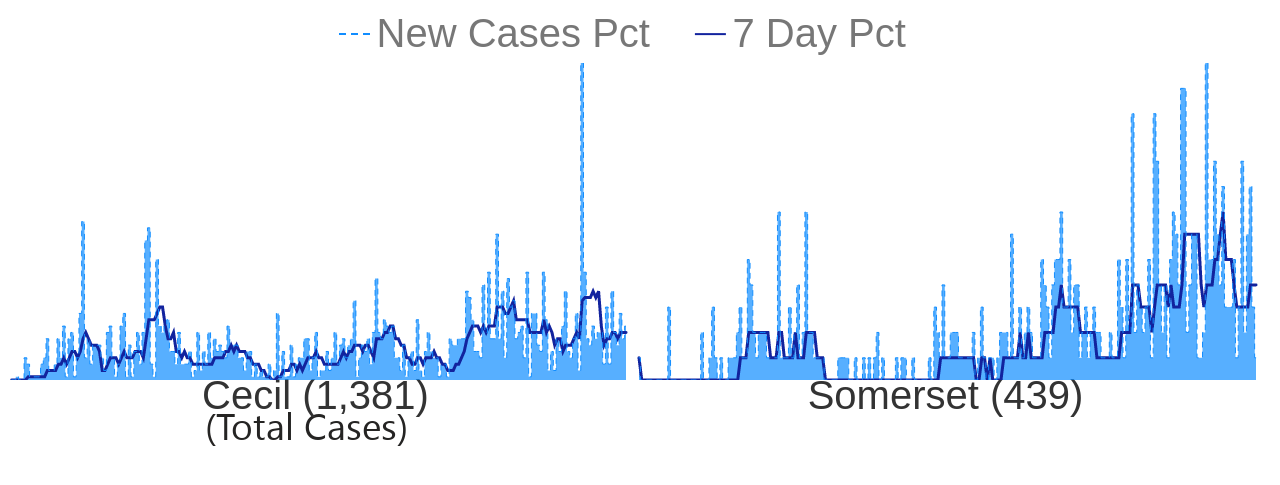 New Cases Pct 7 Day Pct
Cecil (1,381) Somerset (439)
(Total Cases)